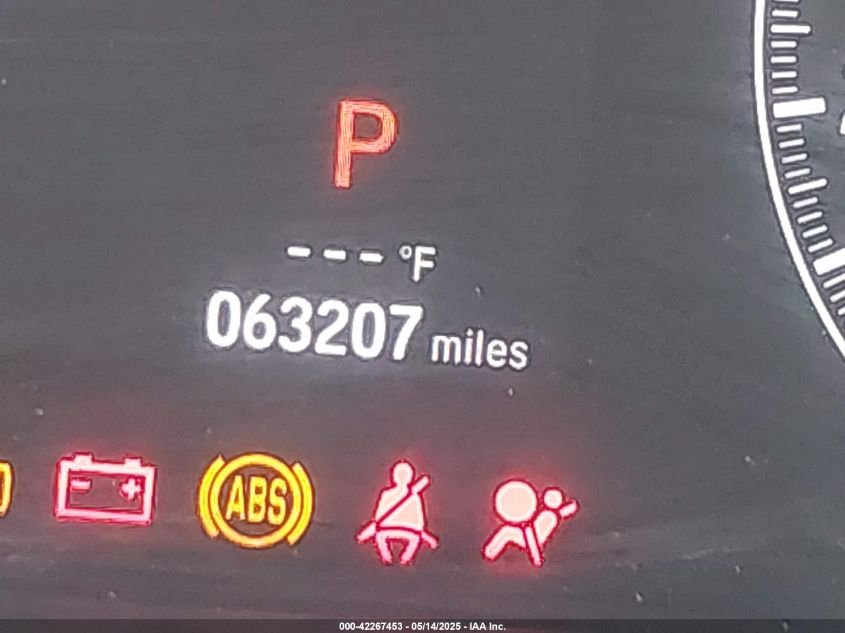 P
--- °F
063207 miles
ABS
000-42267453 - 05/14/2025 - IAA Inc.